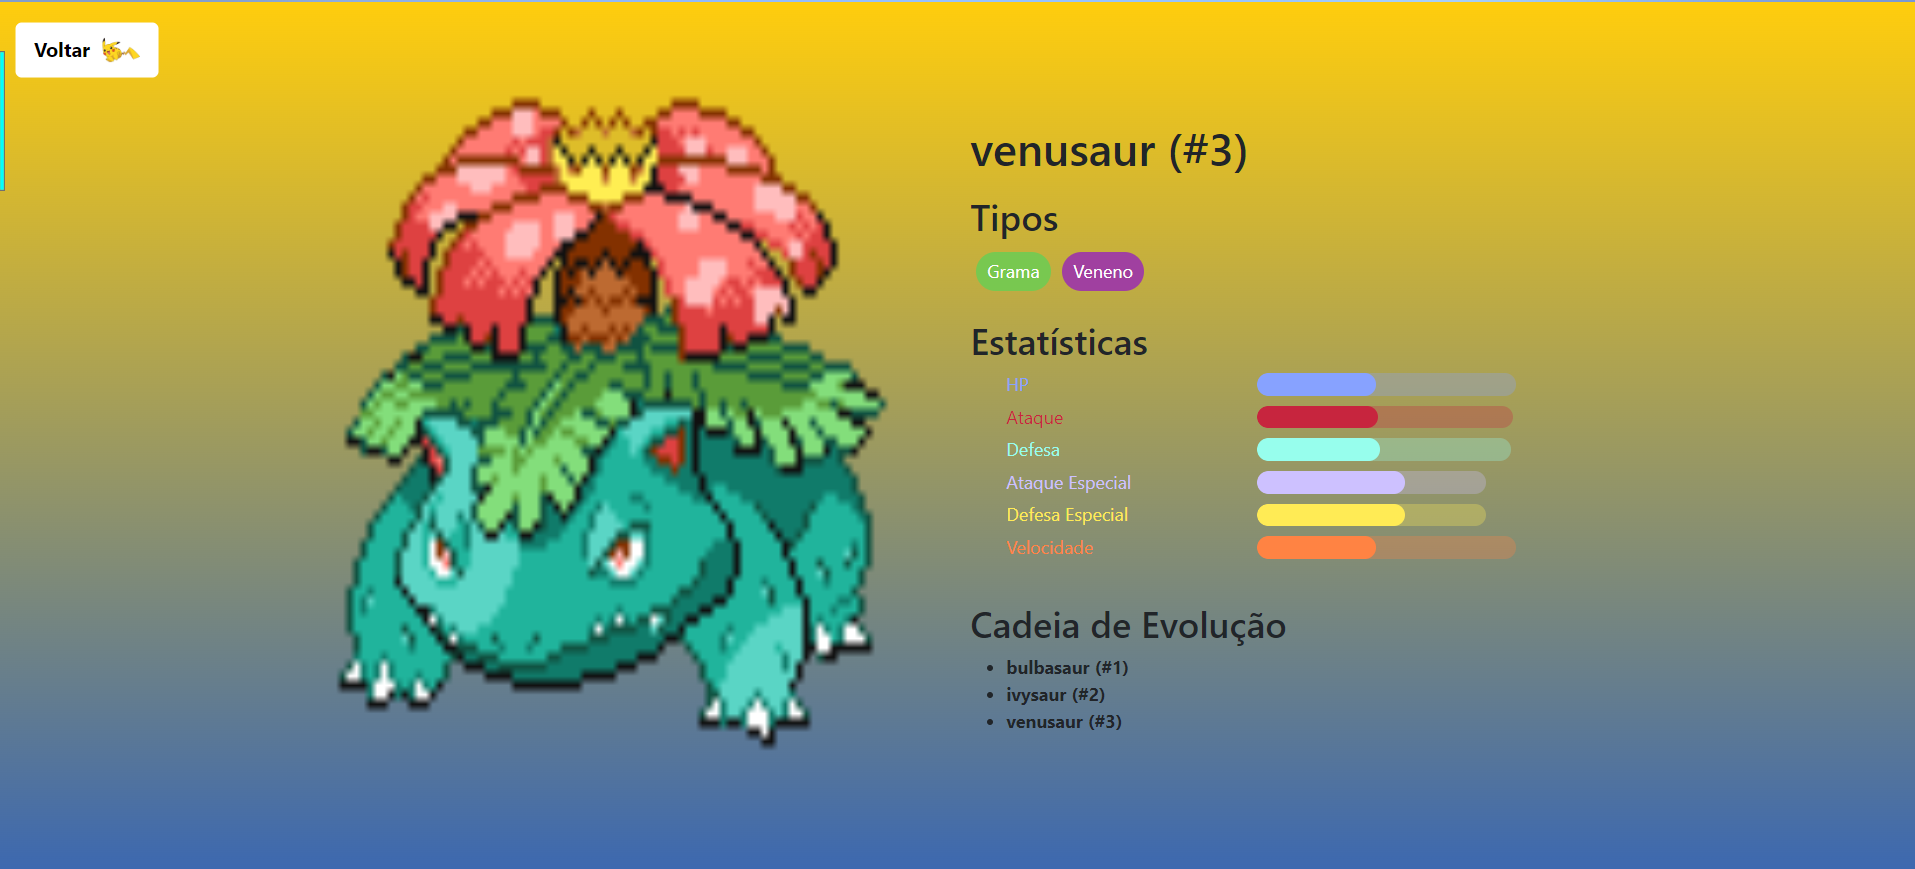 Voltar
venusaur (#3)
Tipos
Grama Veneno
Estatísticas
HP
Ataque
Defesa
Ataque Especial
Defesa Especial
Velocidade
Cadeia de Evolução
bulbasaur (#1)
ivysaur (#2)
venusaur (#3)